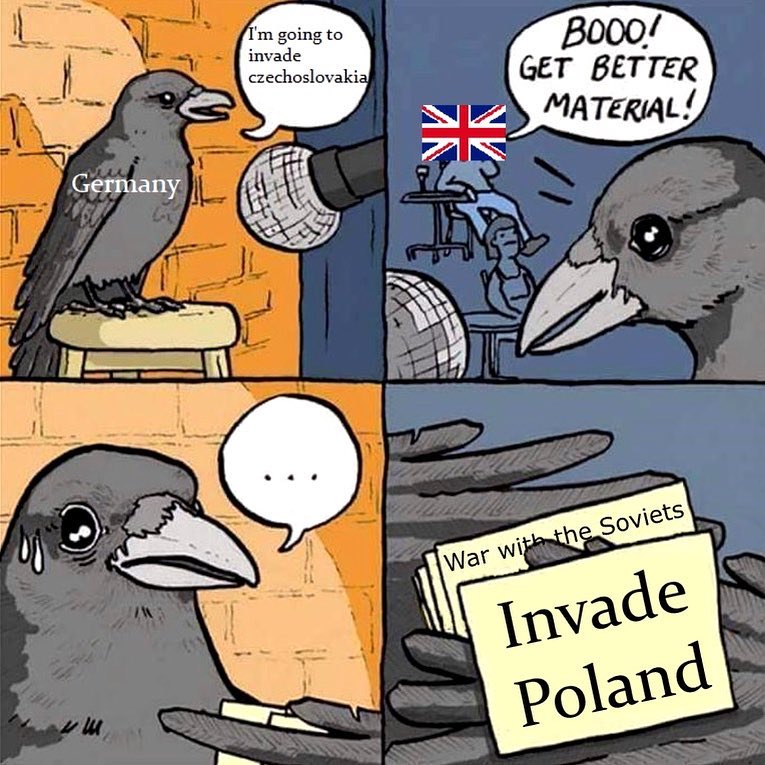 I'm going to
invade
czechoslovakia
Germany
BOOO!
GET BETTER
MATERIAL!
...
War with the Soviets
Invade
Poland